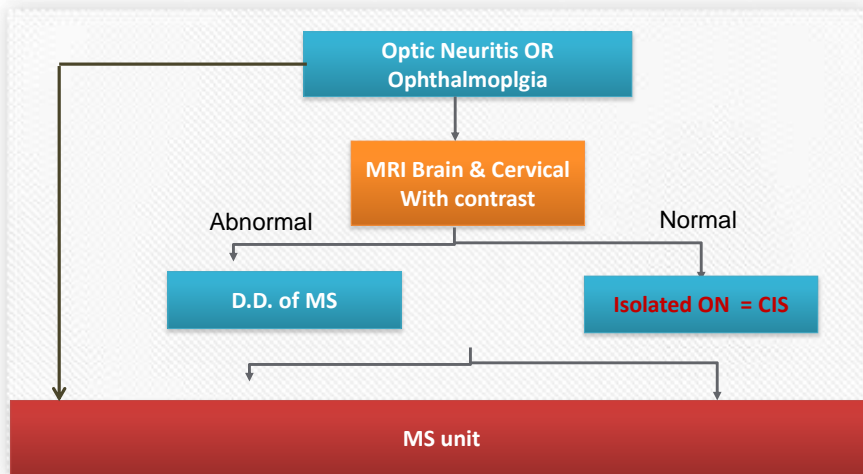 Optic Neuritis OR
Ophthalmoplgia
MRI Brain & Cervical
With contrast
Abnormal
Normal
D.D. of MS
Isolated ON = CIS
MS unit